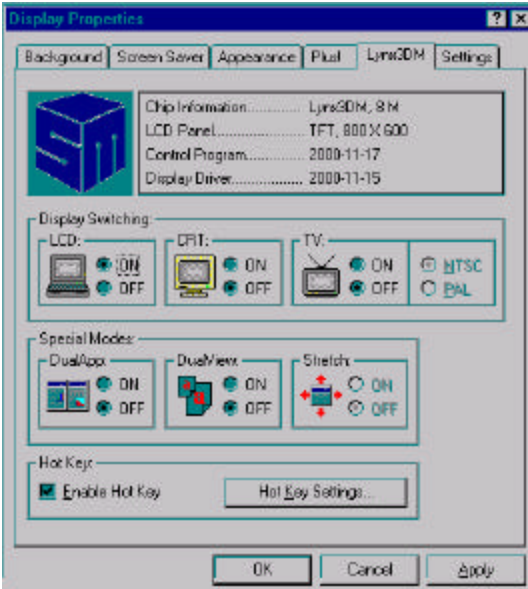 Display Properties
Background Screen Saver Appearance Plus! Lynx3DM Settings
SM
Chip Information............. Lynx3DM, 8 M
LCD Panel...................... TFT, 800 X 600
Control Program.............. 2000-11-17
Display Driver................. 2000-11-15
Display Switching:
LCD: CRT: TV:
ON ON ON NTSC
OFF OFF OFF PAL
Special Modes:
DualApp: DualView: Stretch:
ON ON ON
OFF OFF OFF
Hot Key:
Enable Hot Key Hot Key Settings...
OK Cancel Apply